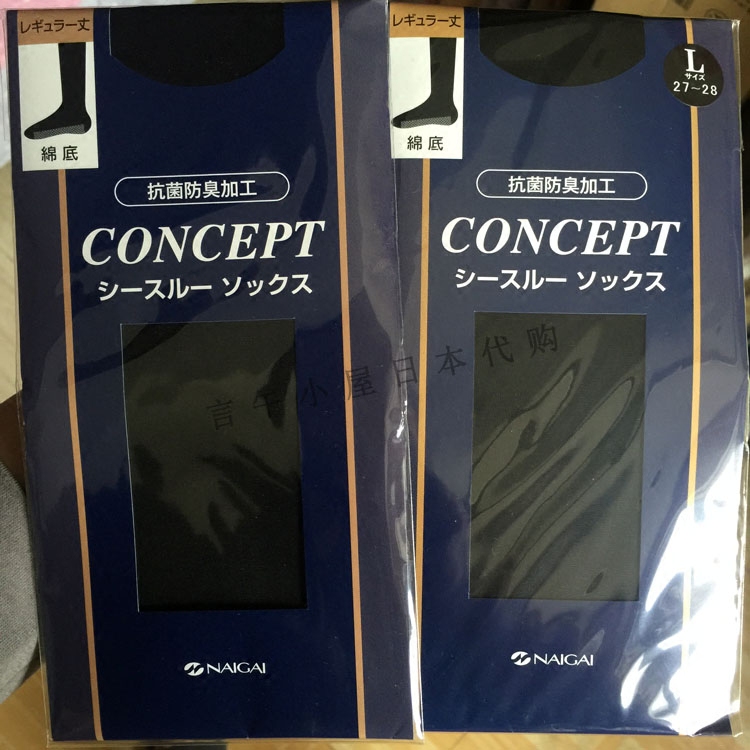 レギュラー丈
綿底
抗菌防臭加工
CONCEPT
シースルー ソックス
NAIGAI
レギュラー丈
綿底
L
サイズ
27～28
抗菌防臭加工
CONCEPT
シースルー ソックス
NAIGAI
言千小屋日本代购